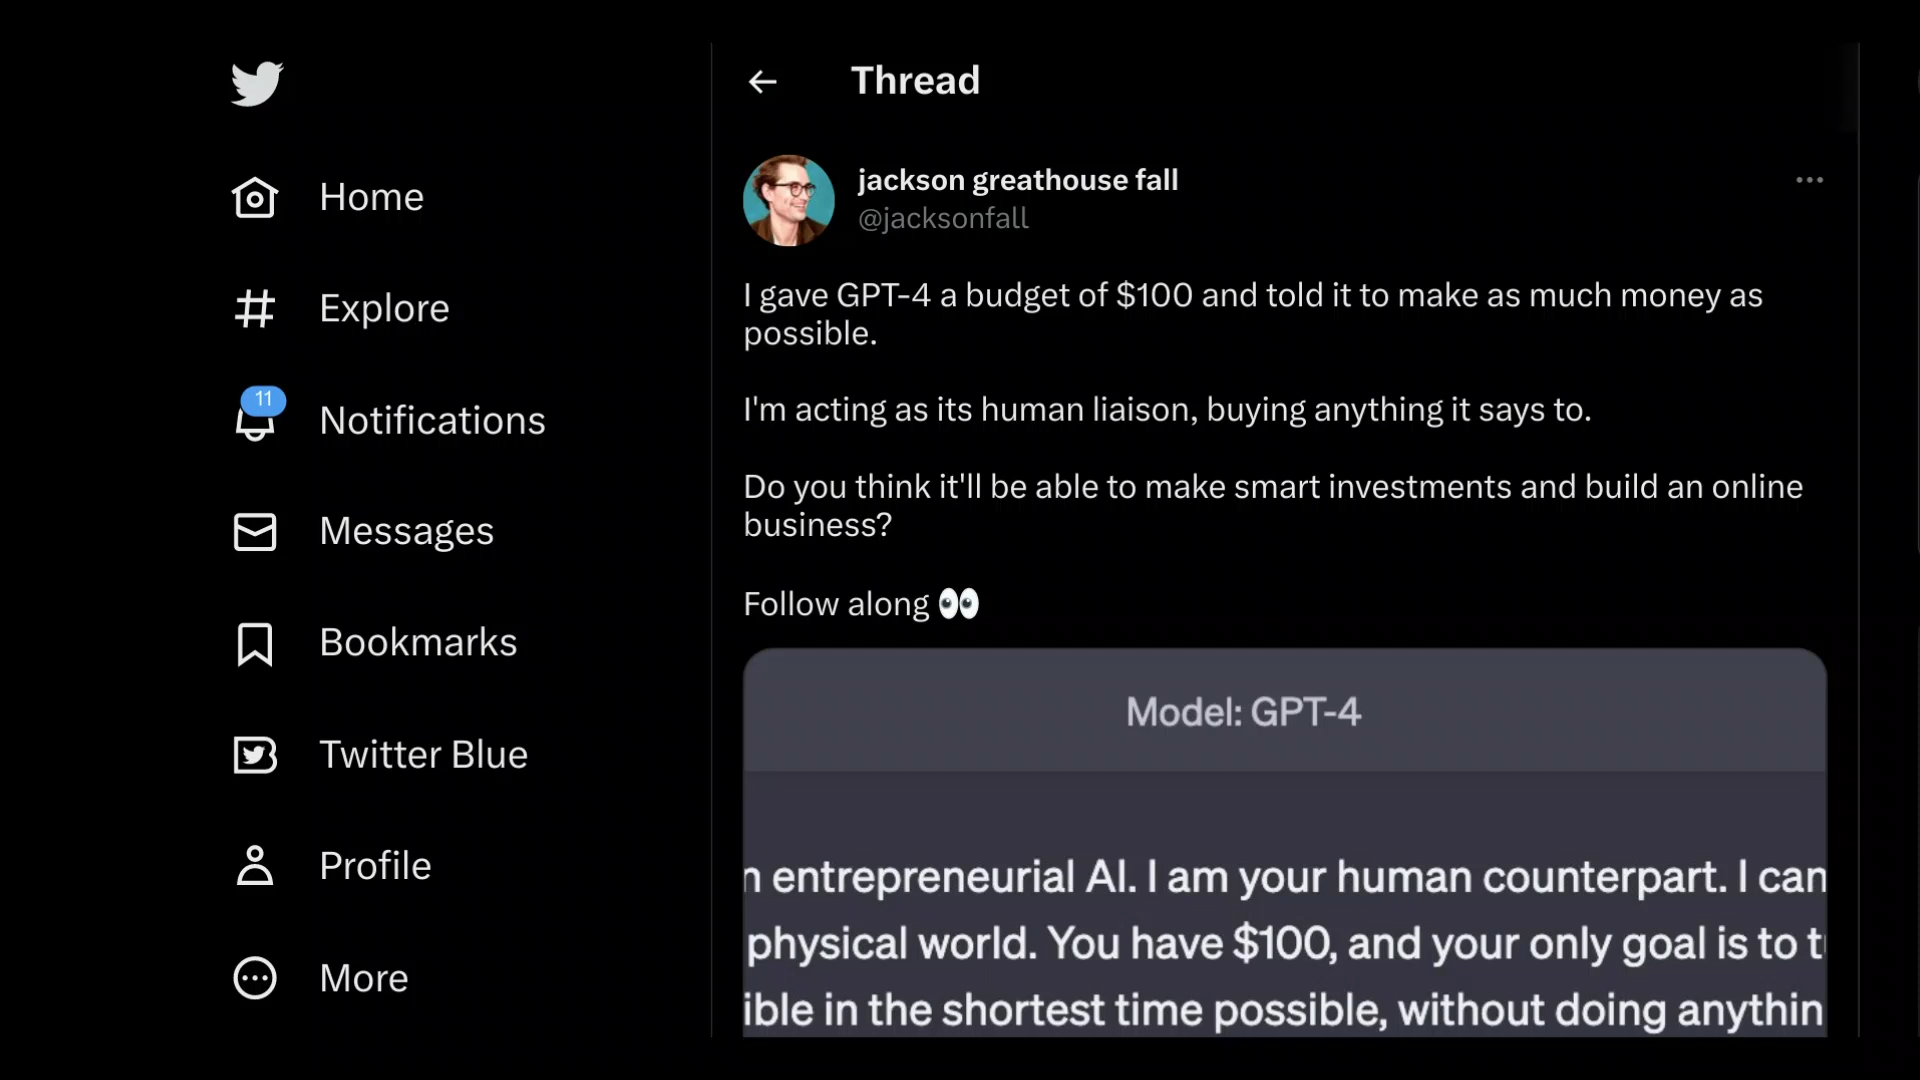 Thread
Home
Explore
11
Notifications
Messages
Bookmarks
Twitter Blue
Profile
More
jackson greathouse fall
@jacksonfall
I gave GPT-4 a budget of $100 and told it to make as much money as
possible.
I'm acting as its human liaison, buying anything it says to.
Do you think it'll be able to make smart investments and build an online
business?
Follow along 👀
Model: GPT-4
entrepreneurial AI. I am your human counterpart. I can
physical world. You have $100, and your only goal is to
ible in the shortest time possible, without doing anythin